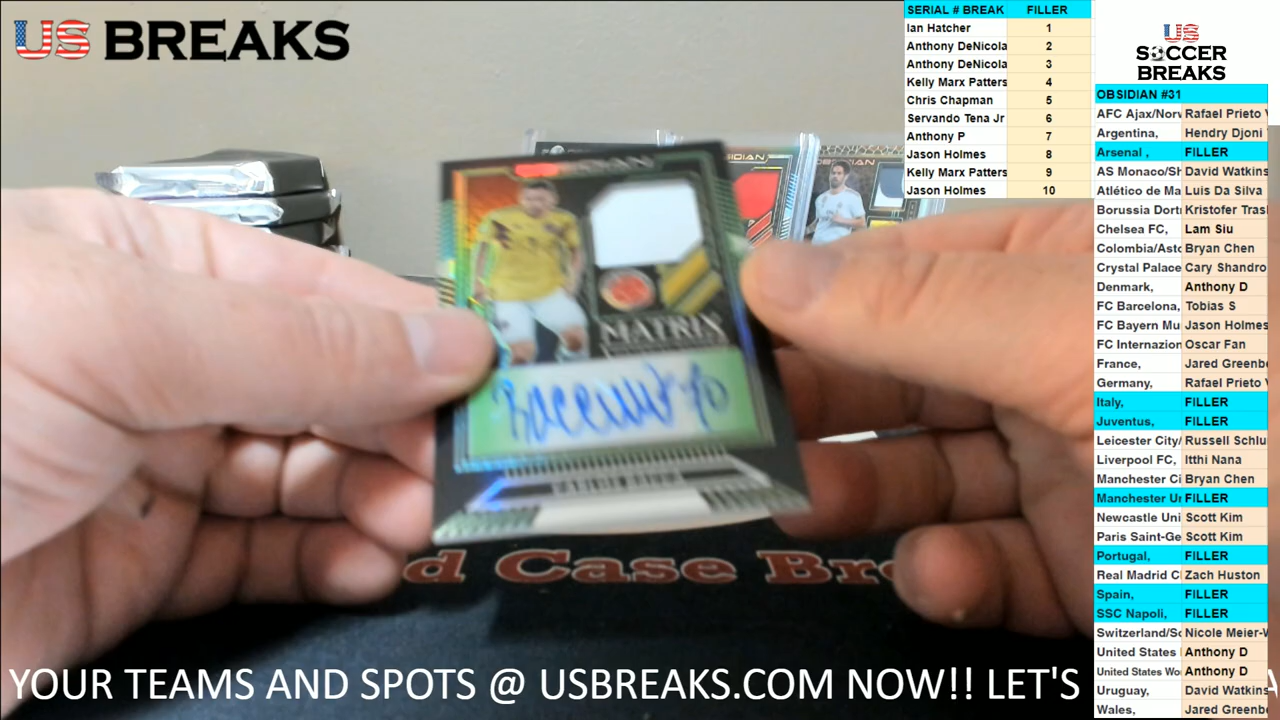 US BREAKS
SERIAL # BREAK FILLER
Ian Hatcher 1
Anthony DeNicola 2
Anthony DeNicola 3
Kelly Marx Patters 4
Chris Chapman 5
Servando Tena Jr 6
Anthony P 7
Jason Holmes 8
Kelly Marx Patters 9
Jason Holmes 10
US
SOCCER
BREAKS
OBSIDIAN #31
AFC Ajax/Norw Rafael Prieto V
Argentina, Hendry Djoni
Arsenal , FILLER
AS Monaco/Sh David Watkins
Atlético de Ma Luis Da Silva
Borussia Dort Kristofer Tras
Chelsea FC, Lam Siu
Colombia/Asto Bryan Chen
Crystal Palace Cary Shandro
Denmark, Anthony D
FC Barcelona, Tobias S
FC Bayern Mu Jason Holmes
FC Internazion Oscar Fan
France, Jared Greenbe
Germany, Rafael Prieto V
Italy, FILLER
Juventus, FILLER
Leicester City/ Russell Schlu
Liverpool FC, Itthi Nana
Manchester Ci Bryan Chen
Manchester Un FILLER
Newcastle Uni Scott Kim
Paris Saint-Ge Scott Kim
Portugal, FILLER
Real Madrid C Zach Huston
Spain, FILLER
SSC Napoli, FILLER
Switzerland/Sc Nicole Meier-W
United States Anthony D
United States Wo Anthony D
Uruguay, David Watkins
Wales, Jared Greenbe
OBSIDIAN
MATRIX
d Case Bre
YOUR TEAMS AND SPOTS @ USBREAKS.COM NOW!! LET'S